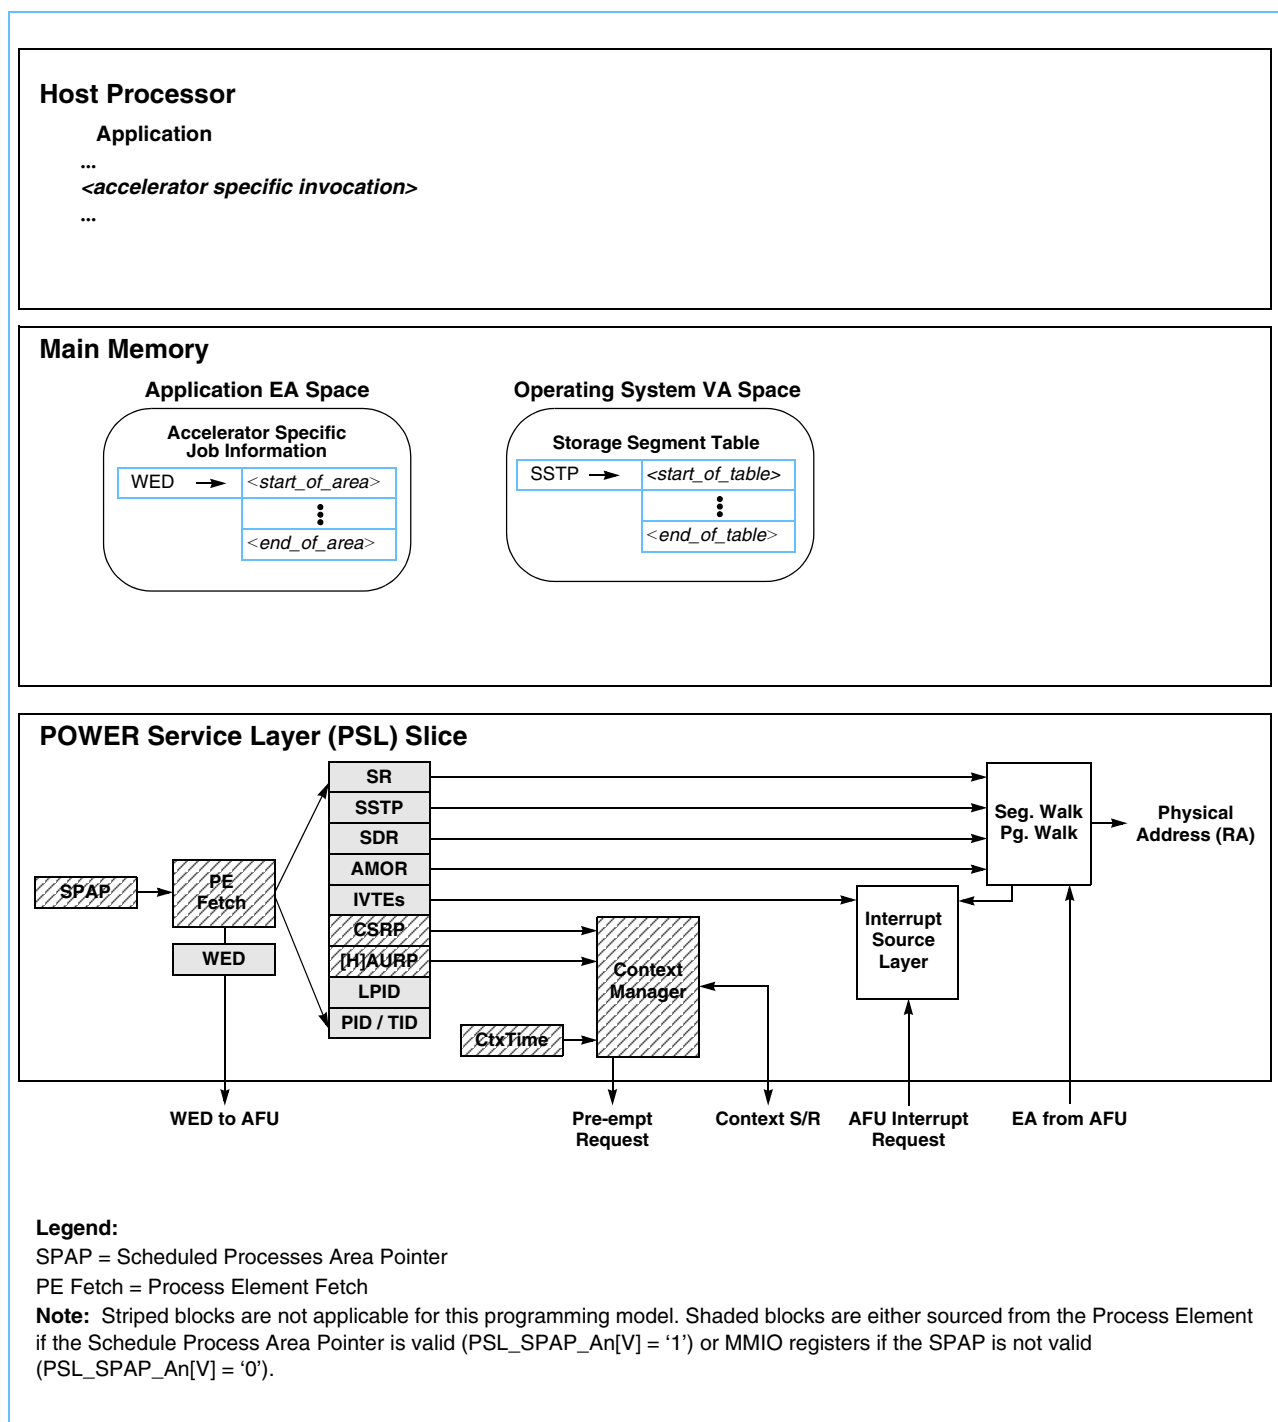 Host Processor
Application
...
<accelerator specific invocation>
...
Main Memory
Application EA Space
Operating System VA Space
Accelerator Specific
Job Information
WED
<start_of_area>
<end_of_area>
Storage Segment Table
SSTP
<start_of_table>
<end_of_table>
POWER Service Layer (PSL) Slice
SPAP
PE
Fetch
WED
SR
SSTP
SDR
AMOR
IVTEs
CSRP
[H]AURP
LPID
PID / TID
CtxTime
Context
Manager
Interrupt
Source
Layer
Seg. Walk
Pg. Walk
Physical
Address (RA)
WED to AFU
Pre-empt
Request
Context S/R
AFU Interrupt
Request
EA from AFU
Legend:
SPAP = Scheduled Processes Area Pointer
PE Fetch = Process Element Fetch
Note: Striped blocks are not applicable for this programming model. Shaded blocks are either sourced from the Process Element
if the Schedule Process Area Pointer is valid (PSL_SPAP_An[V] = ‘1’) or MMIO registers if the SPAP is not valid
(PSL_SPAP_An[V] = ‘0’).